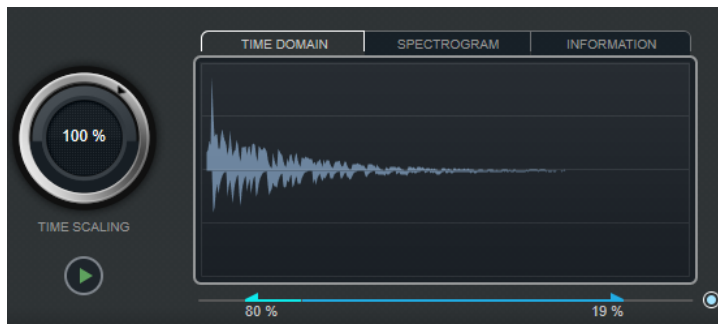 TIME DOMAIN
SPECTROGRAM
INFORMATION
100 %
TIME SCALING
80 %
19 %